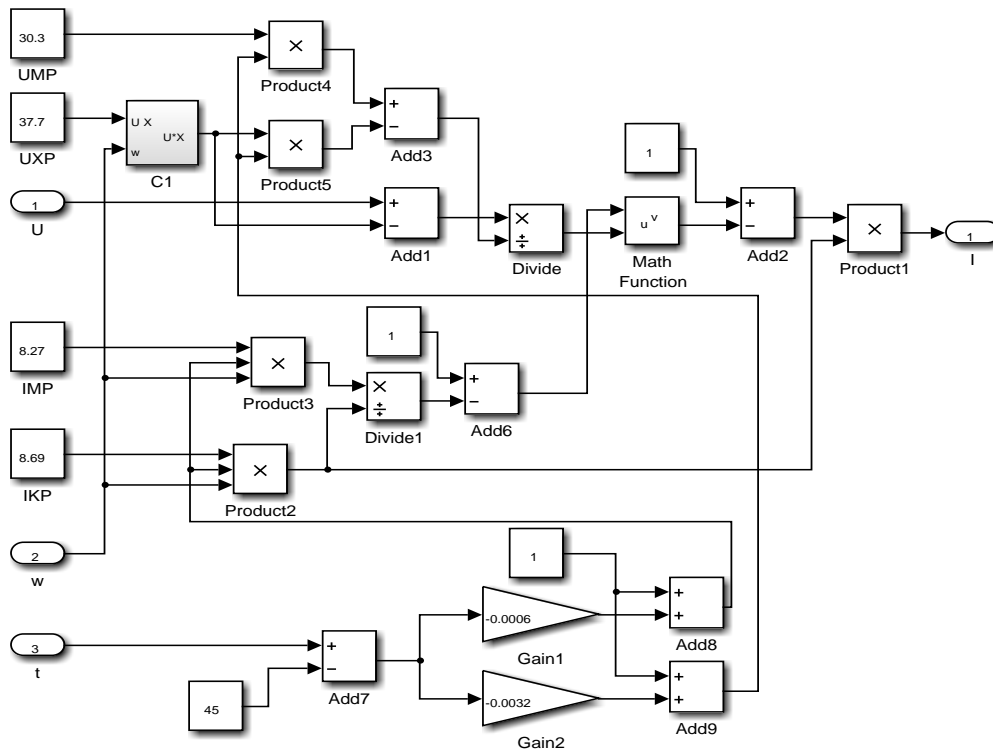 30.3
UMP
×
Product4
37.7
UXP
U X
w
U*X
C1
×
Product5
+
−
Add3
1
U
+
−
Add1
×
÷
Divide
1
u v
Math
Function
+
−
Add2
×
Product1
1
I
8.27
IMP
×
Product3
1
×
÷
Divide1
+
−
Add6
8.69
IKP
×
Product2
2
w
1
-0.0006
Gain1
+
+
Add8
3
t
+
−
Add7
45
-0.0032
Gain2
+
+
Add9